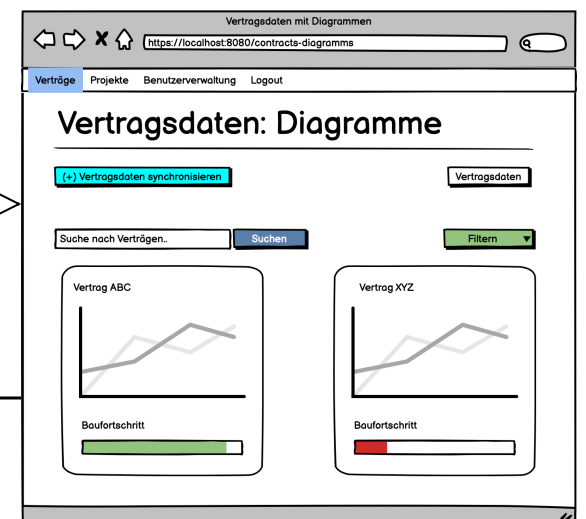 Vertragsdaten mit Diagrammen
https://localhost:8080/contracts-diagramms
Verträge Projekte Benutzerverwaltung Logout
Vertragsdaten: Diagramme
(+) Vertragsdaten synchronisieren Vertragsdaten
Suche nach Verträgen.. Suchen Filtern
Vertrag ABC Vertrag XYZ
Baufortschritt Baufortschritt